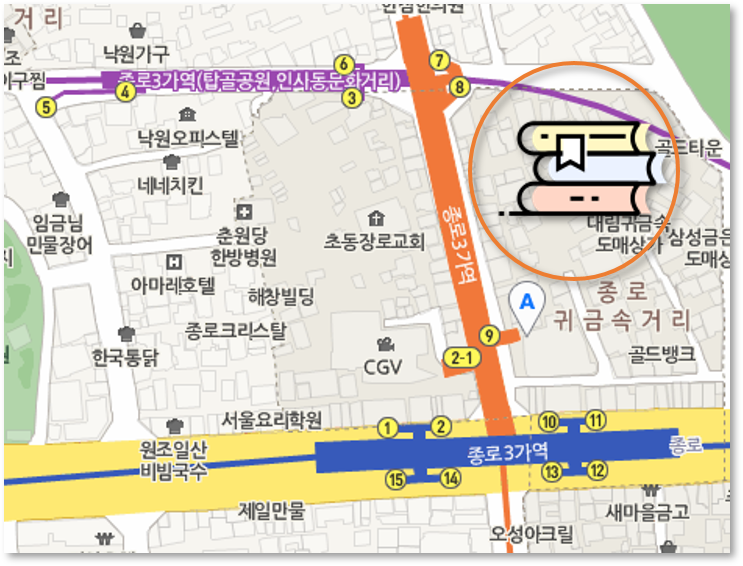 거 리
한의원
낙원가구
6
7
종로3가역(탑골공원,인사동문화거리)
8
4
3
5
낙원오피스텔
골드타운
네네치킨
임금님
민물장어
춘원당
한방병원
초동장로교회
종로3가역
대림귀금속
도매상가
삼성금은
도매상
아마레호텔
해창빌딩
A
종 로
귀 금 속 거 리
종로크리스탈
9
한국통닭
2-1
CGV
골드뱅크
서울요리학원
1
2
10
11
원조일산
비빔국수
종로3가역
종로
15
14
13
12
제일만물
새마을금고
오성아크릴